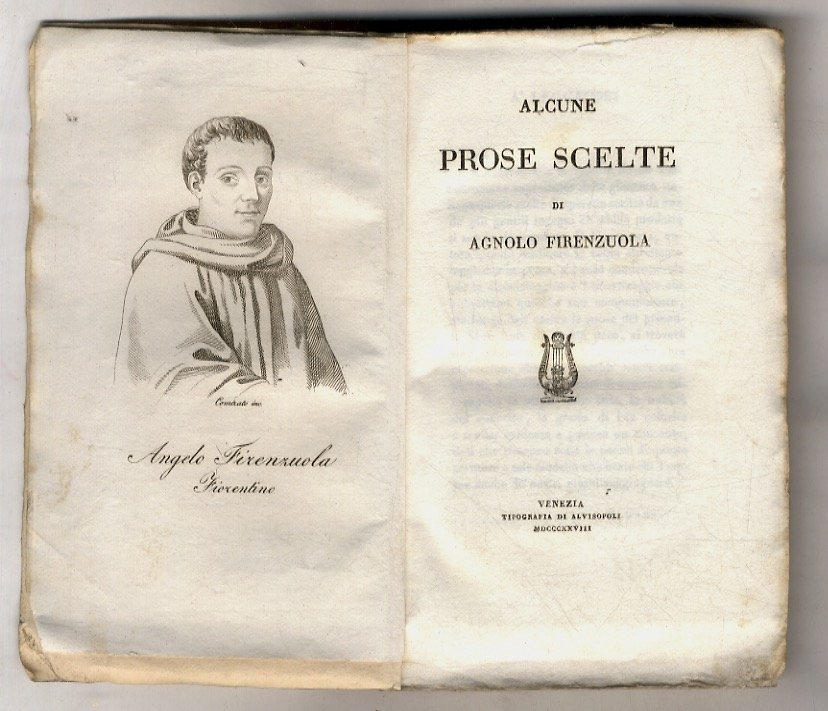 Comirato inc.
Angelo Firenzuola
Fiorentino
ALCUNE
PROSE SCELTE
DI
AGNOLO FIRENZUOLA
VENEZIA
TIPOGRAFIA DI ALVISOPOLI
MDCCCXXVIII